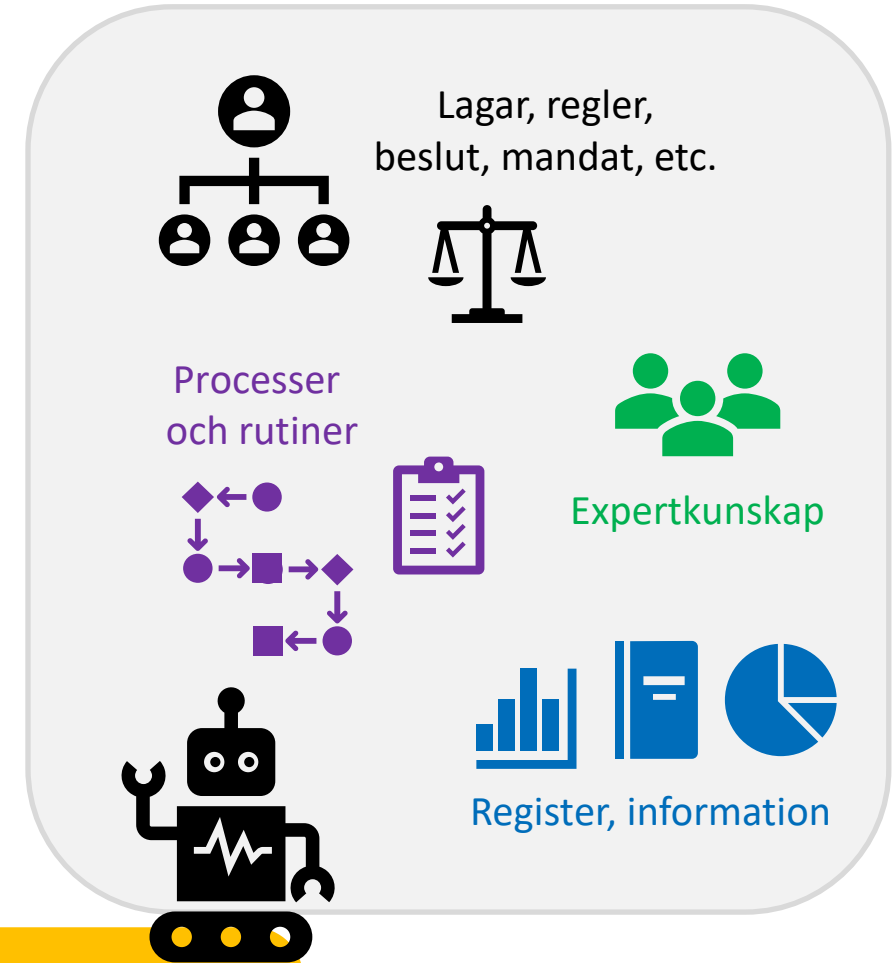 Lagar, regler,
beslut, mandat, etc.
Processer
och rutiner
Expertkunskap
Register, information